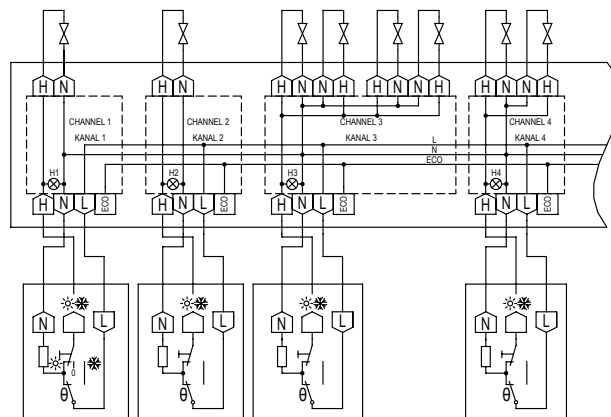 H N H N H N N H H N N H H N N H
CHANNEL 1 CHANNEL 2 CHANNEL 3 CHANNEL 4
KANAL 1 KANAL 2 KANAL 3 KANAL 4
L
N
ECO
H1 H2 H3 H4
H N L ECO H N L ECO H N L ECO H N L ECO
N L N L N L N L
0
θ θ θ θ